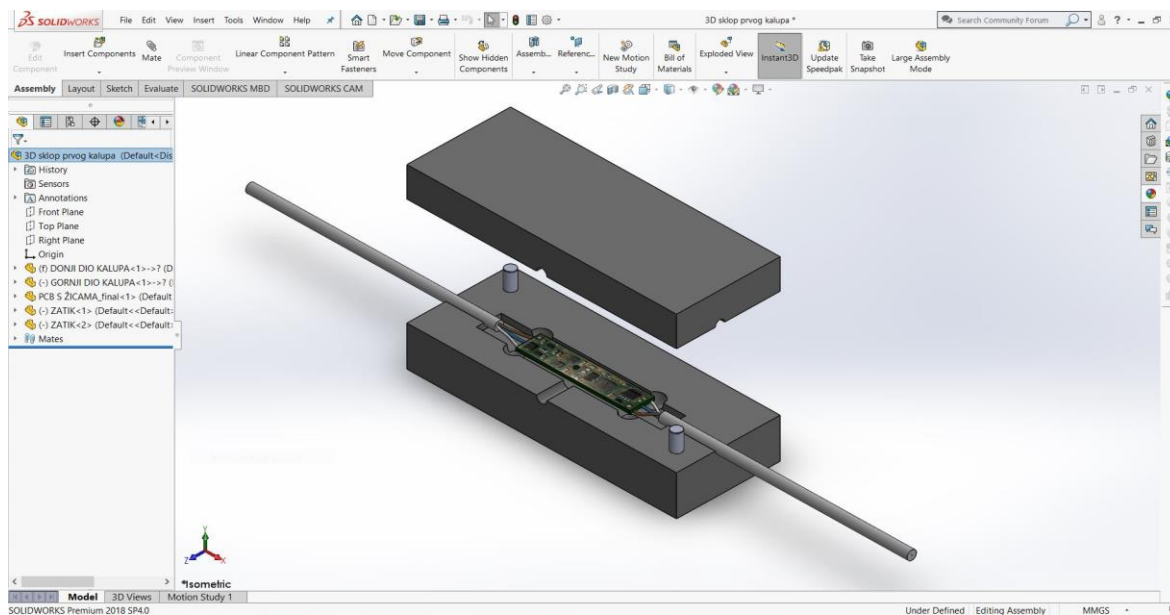 SOLIDWORKS File Edit View Insert Tools Window Help 3D sklop prvog kalupa * Search Community Forum
Edit Component
Insert Components
Mate
Component Preview Window
Linear Component Pattern
Smart Fasteners
Move Component
Show Hidden Components
Assemb...
Referenc...
New Motion Study
Bill of Materials
Exploded View
Instant3D
Update Speedpak
Take Snapshot
Large Assembly Mode
Assembly Layout Sketch Evaluate SOLIDWORKS MBD SOLIDWORKS CAM
3D sklop prvog kalupa (Default<Dis
History
Sensors
Annotations
Front Plane
Top Plane
Right Plane
Origin
(f) DONJI DIO KALUPA<1>->? (D
(-) GORNJI DIO KALUPA<1>->? (
PCB S ŽICAMA_final<1> (Default
(-) ZATIK<1> (Default<<Default:
(-) ZATIK<2> (Default<<Default:
Mates
Y
Z X
*Isometric
Model 3D Views Motion Study 1
SOLIDWORKS Premium 2018 SP4.0 Under Defined Editing Assembly MMGS